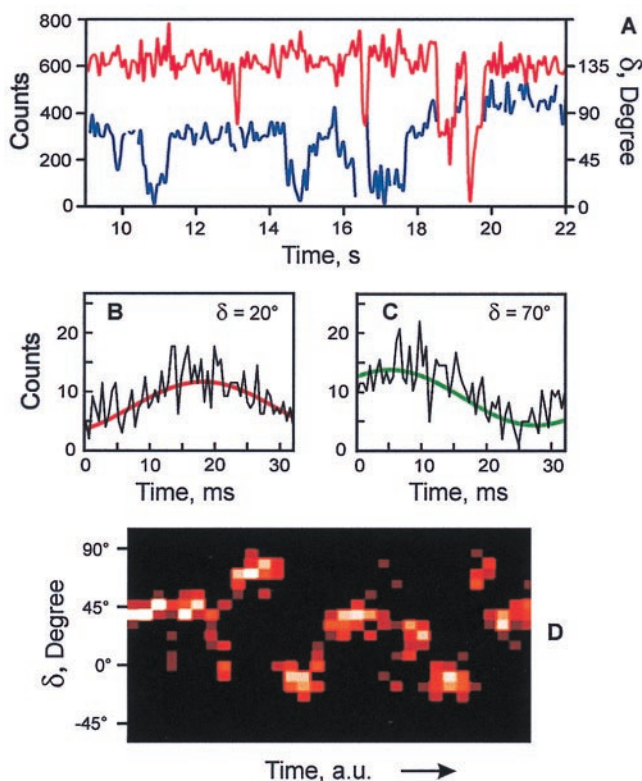 A
Counts
800
600
400
200
0
135
90
45
0
δ, Degree
10 12 14 16 18 20 22
Time, s
B
δ = 20°
Counts
20
10
0
0 10 20 30
Time, ms
C
δ = 70°
20
10
0
0 10 20 30
Time, ms
D
δ, Degree
90°
45°
0°
-45°
Time, a.u.